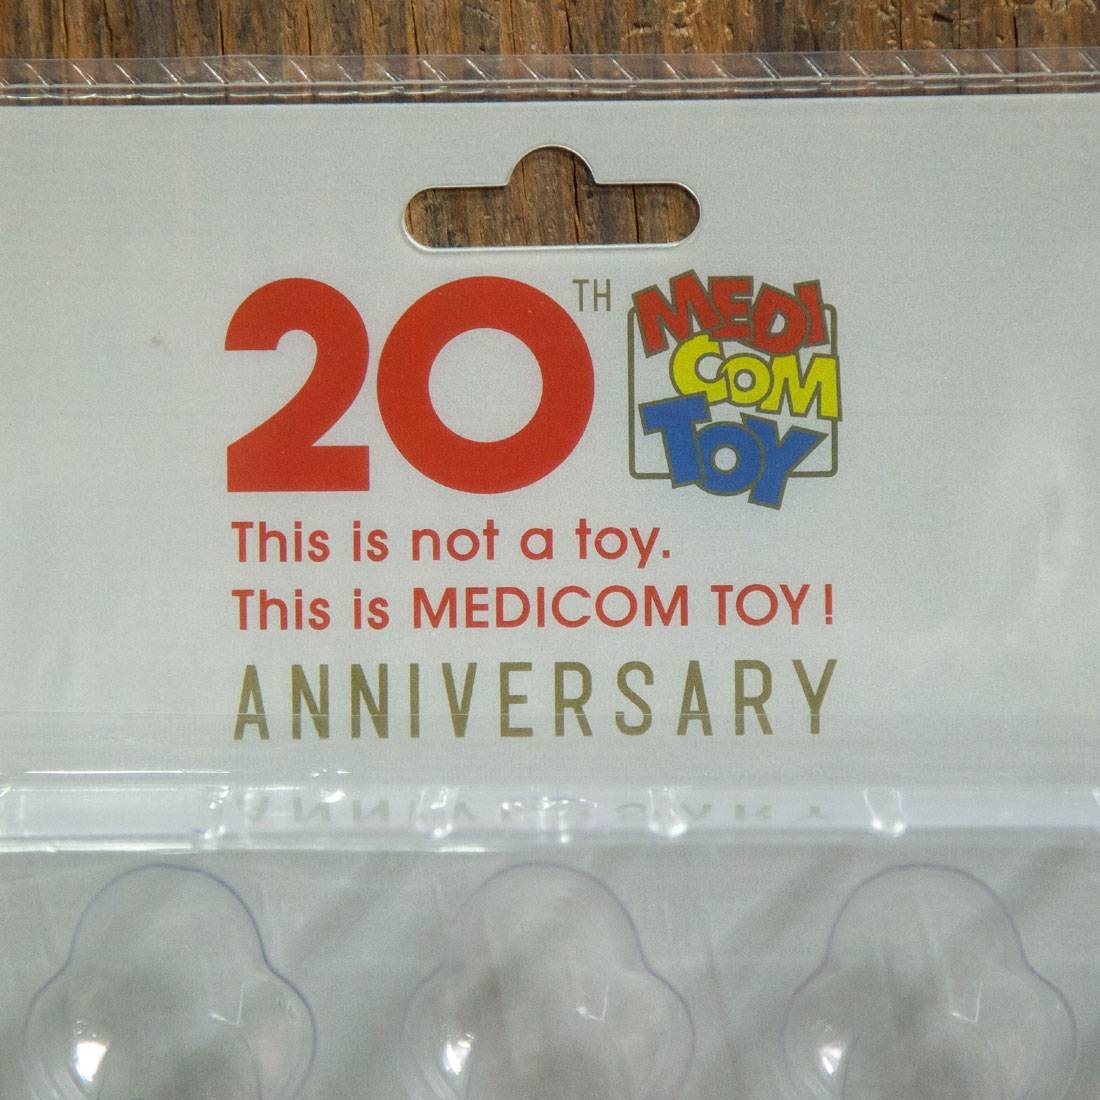 20TH
MEDI
COM
TOY
This is not a toy.
This is MEDICOM TOY!
ANNIVERSARY